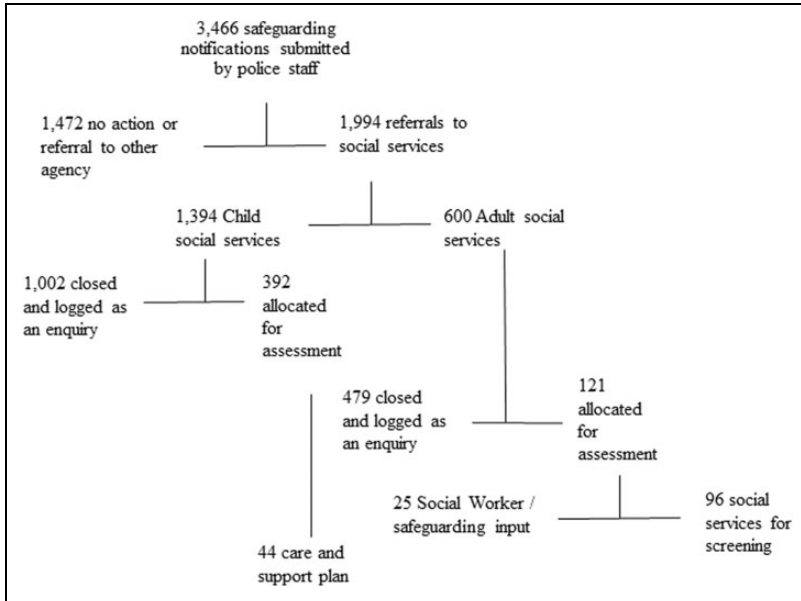 3,466 safeguarding
notifications submitted
by police staff
1,472 no action or
referral to other
agency
1,994 referrals to
social services
1,394 Child
social services
600 Adult social
services
1,002 closed
and logged as
an enquiry
392
allocated
for
assessment
479 closed
and logged as
an enquiry
121
allocated
for
assessment
25 Social Worker /
safeguarding input
96 social
services for
screening
44 care and
support plan